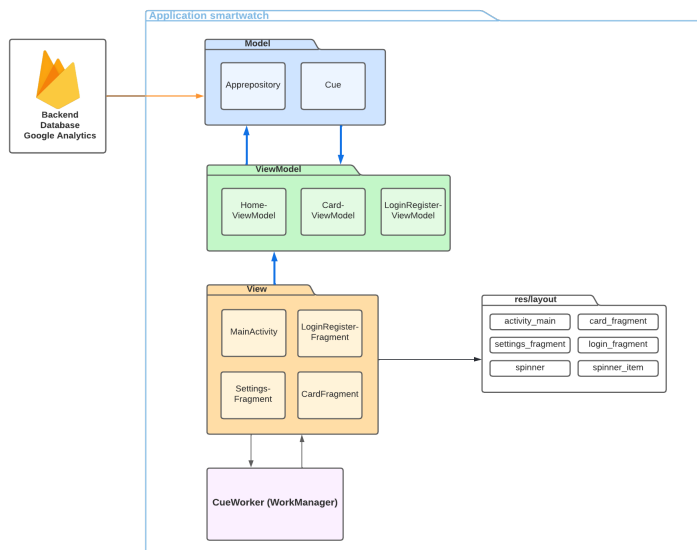 Application smartwatch
Model
Apprepository
Cue
Backend
Database
Google Analytics
ViewModel
Home-
ViewModel
Card-
ViewModel
LoginRegister-
ViewModel
View
MainActivity
LoginRegister-
Fragment
Settings-
Fragment
CardFragment
res/layout
activity_main
card_fragment
settings_fragment
login_fragment
spinner
spinner_item
CueWorker (WorkManager)